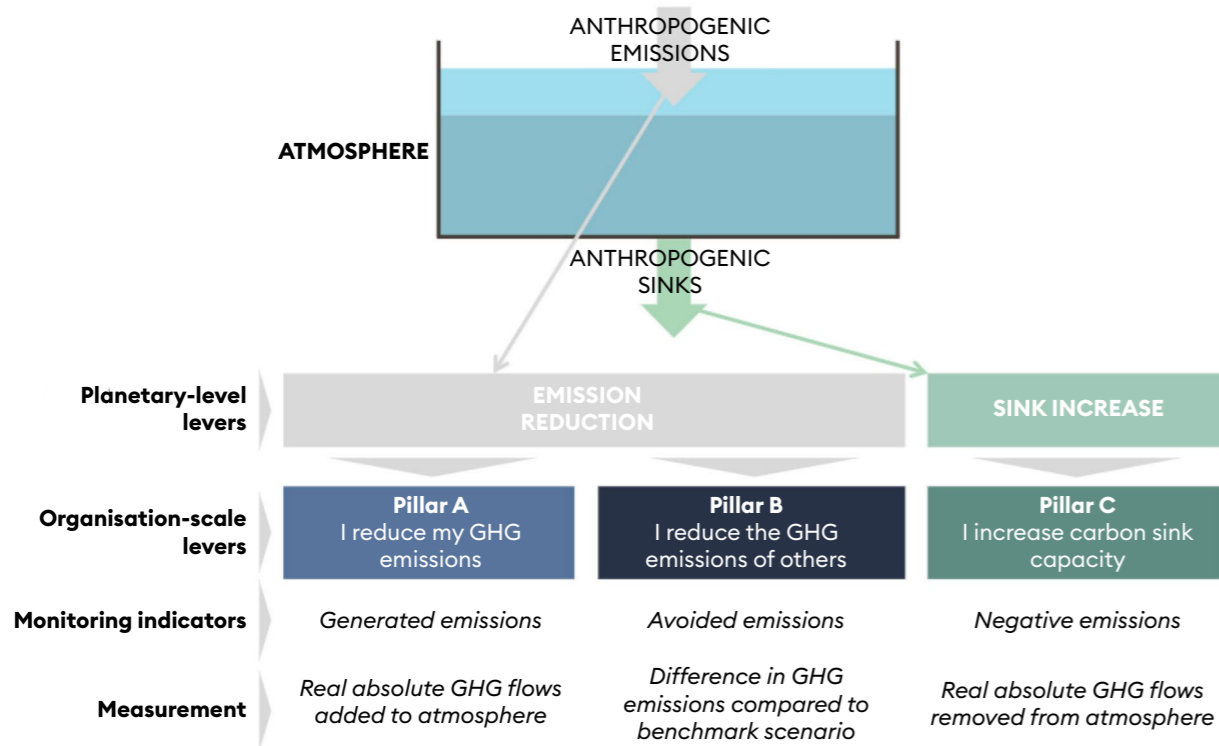 ANTHROPOGENIC
EMISSIONS
ATMOSPHERE
ANTHROPOGENIC
SINKS
Planetary-level
levers
EMISSION
REDUCTION
SINK INCREASE
Organisation-scale
levers
Pillar A
I reduce my GHG
emissions
Pillar B
I reduce the GHG
emissions of others
Pillar C
I increase carbon sink
capacity
Monitoring indicators
Generated emissions
Avoided emissions
Negative emissions
Measurement
Real absolute GHG flows
added to atmosphere
Difference in GHG
emissions compared to
benchmark scenario
Real absolute GHG flows
removed from atmosphere